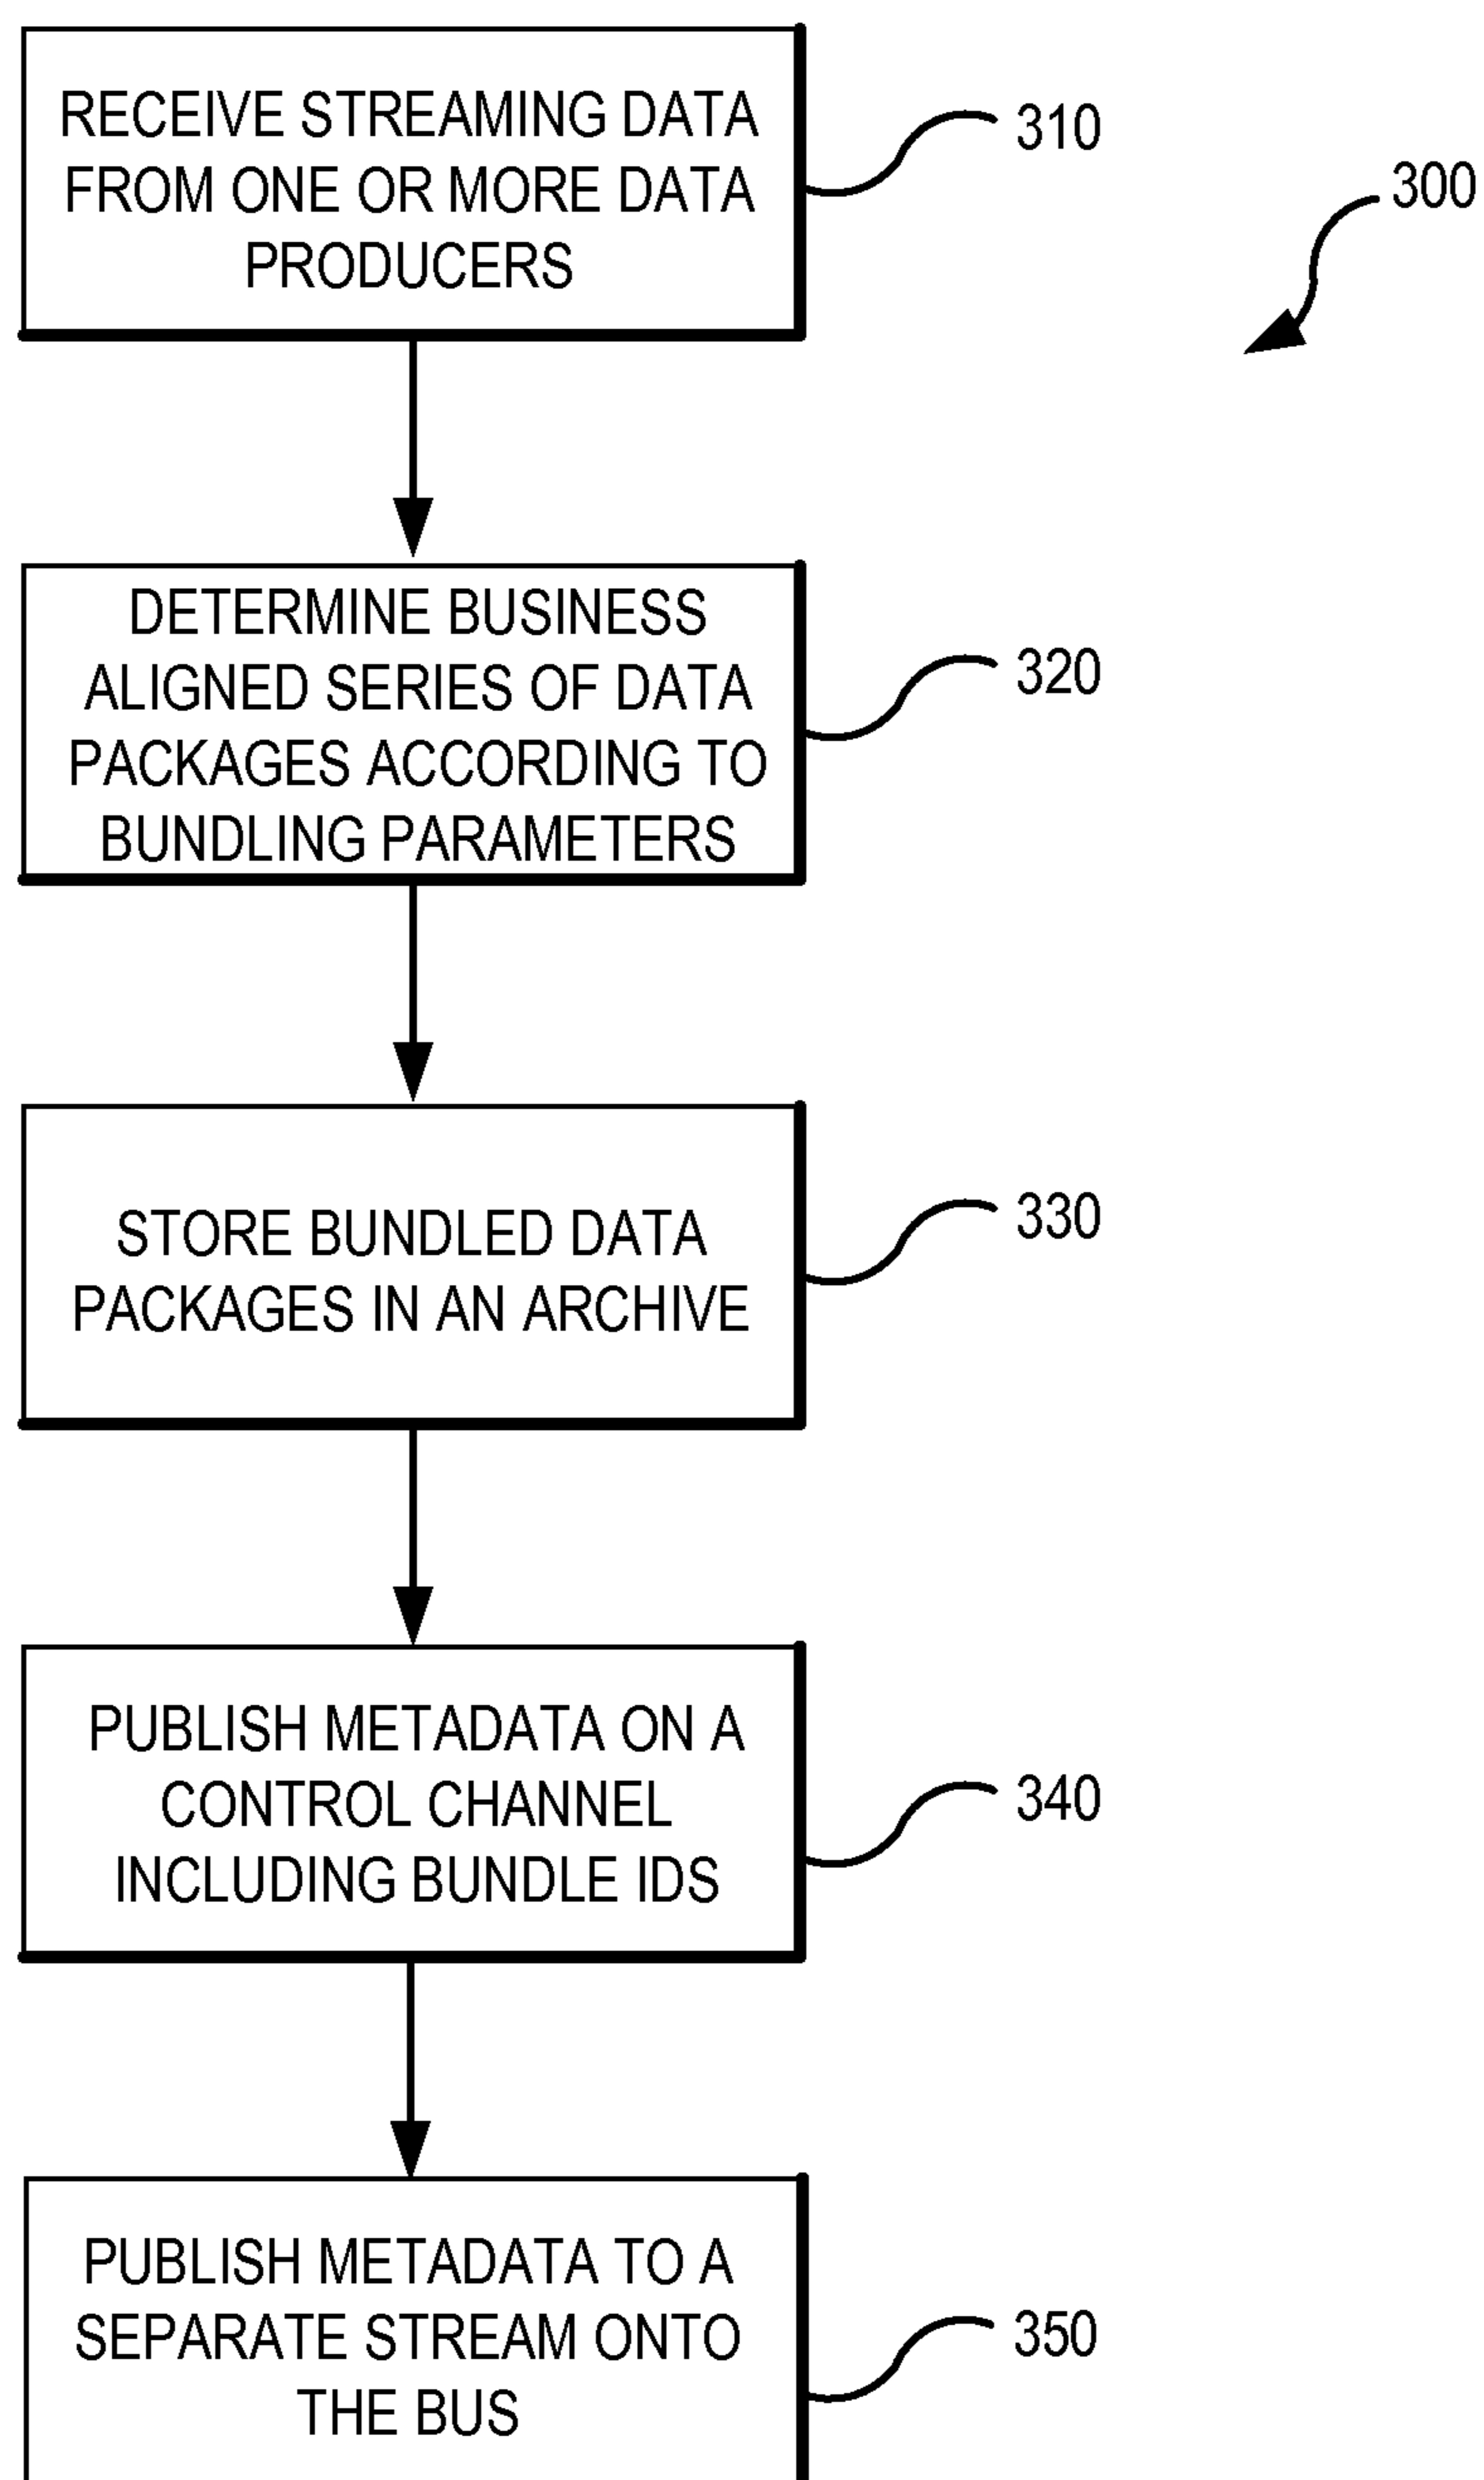 RECEIVE STREAMING DATA
FROM ONE OR MORE DATA
PRODUCERS
310
300
DETERMINE BUSINESS
ALIGNED SERIES OF DATA
PACKAGES ACCORDING TO
BUNDLING PARAMETERS
320
STORE BUNDLED DATA
PACKAGES IN AN ARCHIVE
330
PUBLISH METADATA ON A
CONTROL CHANNEL
INCLUDING BUNDLE IDS
340
PUBLISH METADATA TO A
SEPARATE STREAM ONTO
THE BUS
350